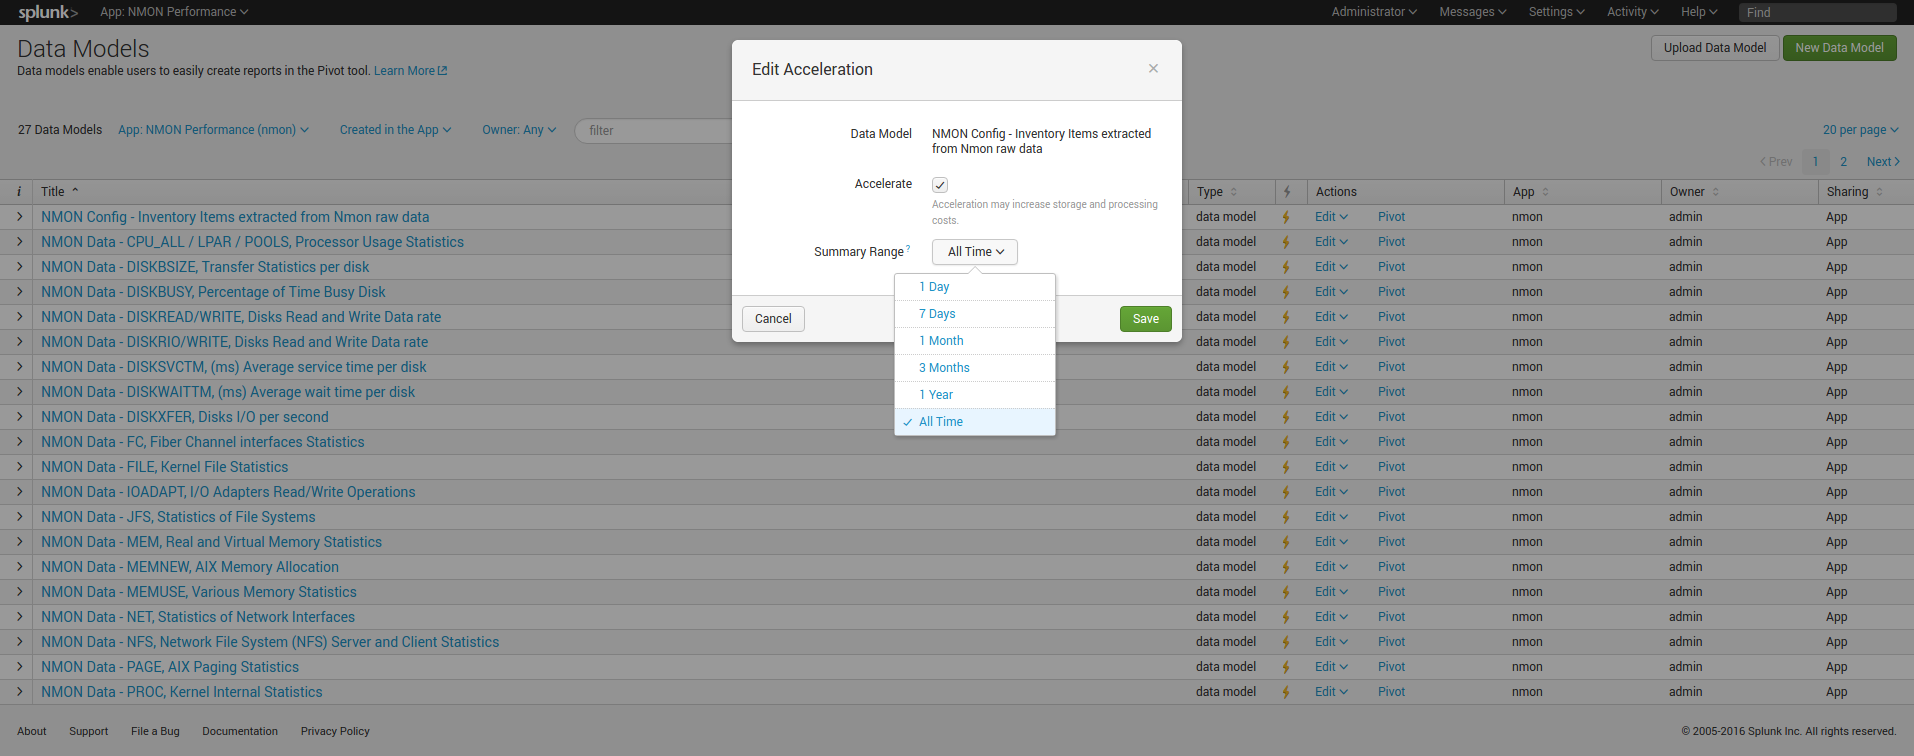 splunk> App: NMON Performance Administrator Messages Settings Activity Help Find
Data Models
Data models enable users to easily create reports in the Pivot tool. Learn More
Upload Data Model New Data Model
27 Data Models App: NMON Performance (nmon) Created in the App Owner: Any filter
20 per page
< Prev 1 2 Next >
i Title Type Actions App Owner Sharing
NMON Config - Inventory Items extracted from Nmon raw data data model Edit Pivot nmon admin App
NMON Data - CPU_ALL / LPAR / POOLS, Processor Usage Statistics data model Edit Pivot nmon admin App
NMON Data - DISKBSIZE, Transfer Statistics per disk data model Edit Pivot nmon admin App
NMON Data - DISKBUSY, Percentage of Time Busy Disk data model Edit Pivot nmon admin App
NMON Data - DISKREAD/WRITE, Disks Read and Write Data rate data model Edit Pivot nmon admin App
NMON Data - DISKRIO/WRITE, Disks Read and Write Data rate data model Edit Pivot nmon admin App
NMON Data - DISKSVCTM, (ms) Average service time per disk data model Edit Pivot nmon admin App
NMON Data - DISKWAITTM, (ms) Average wait time per disk data model Edit Pivot nmon admin App
NMON Data - DISKXFER, Disks I/O per second data model Edit Pivot nmon admin App
NMON Data - FC, Fiber Channel interfaces Statistics data model Edit Pivot nmon admin App
NMON Data - FILE, Kernel File Statistics data model Edit Pivot nmon admin App
NMON Data - IOADAPT, I/O Adapters Read/Write Operations data model Edit Pivot nmon admin App
NMON Data - JFS, Statistics of File Systems data model Edit Pivot nmon admin App
NMON Data - MEM, Real and Virtual Memory Statistics data model Edit Pivot nmon admin App
NMON Data - MEMNEW, AIX Memory Allocation data model Edit Pivot nmon admin App
NMON Data - MEMUSE, Various Memory Statistics data model Edit Pivot nmon admin App
NMON Data - NET, Statistics of Network Interfaces data model Edit Pivot nmon admin App
NMON Data - NFS, Network File System (NFS) Server and Client Statistics data model Edit Pivot nmon admin App
NMON Data - PAGE, AIX Paging Statistics data model Edit Pivot nmon admin App
NMON Data - PROC, Kernel Internal Statistics data model Edit Pivot nmon admin App
Edit Acceleration ×
Data Model NMON Config - Inventory Items extracted
from Nmon raw data
Accelerate
Acceleration may increase storage and processing
costs.
Summary Range ? All Time
1 Day
7 Days
1 Month
3 Months
1 Year
All Time
Cancel Save
About Support File a Bug Documentation Privacy Policy © 2005-2016 Splunk Inc. All rights reserved.